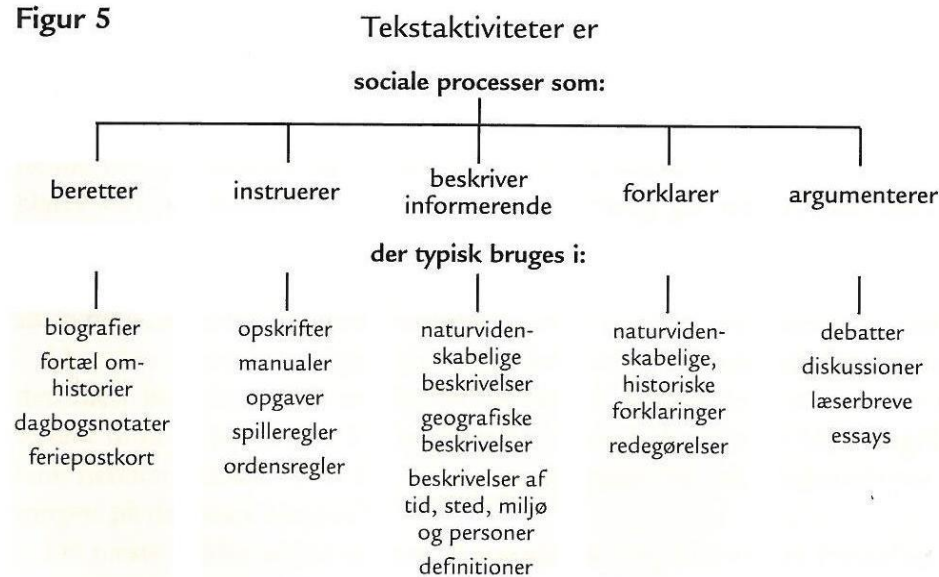 Figur 5
Tekstaktiviteter er
sociale processer som:
beretter
instruerer
beskriver
informerende
forklarer
argumenterer
der typisk bruges i:
biografier
fortæl om-
historier
dagbogsnotater
feriepostkort
opskrifter
manualer
opgaver
spilleregler
ordensregler
naturviden-
skabelige
beskrivelser
geografiske
beskrivelser
beskrivelser af
tid, sted, miljø
og personer
definitioner
naturviden-
skabelige,
historiske
forklaringer
redegørelser
debatter
diskussioner
læserbreve
essays